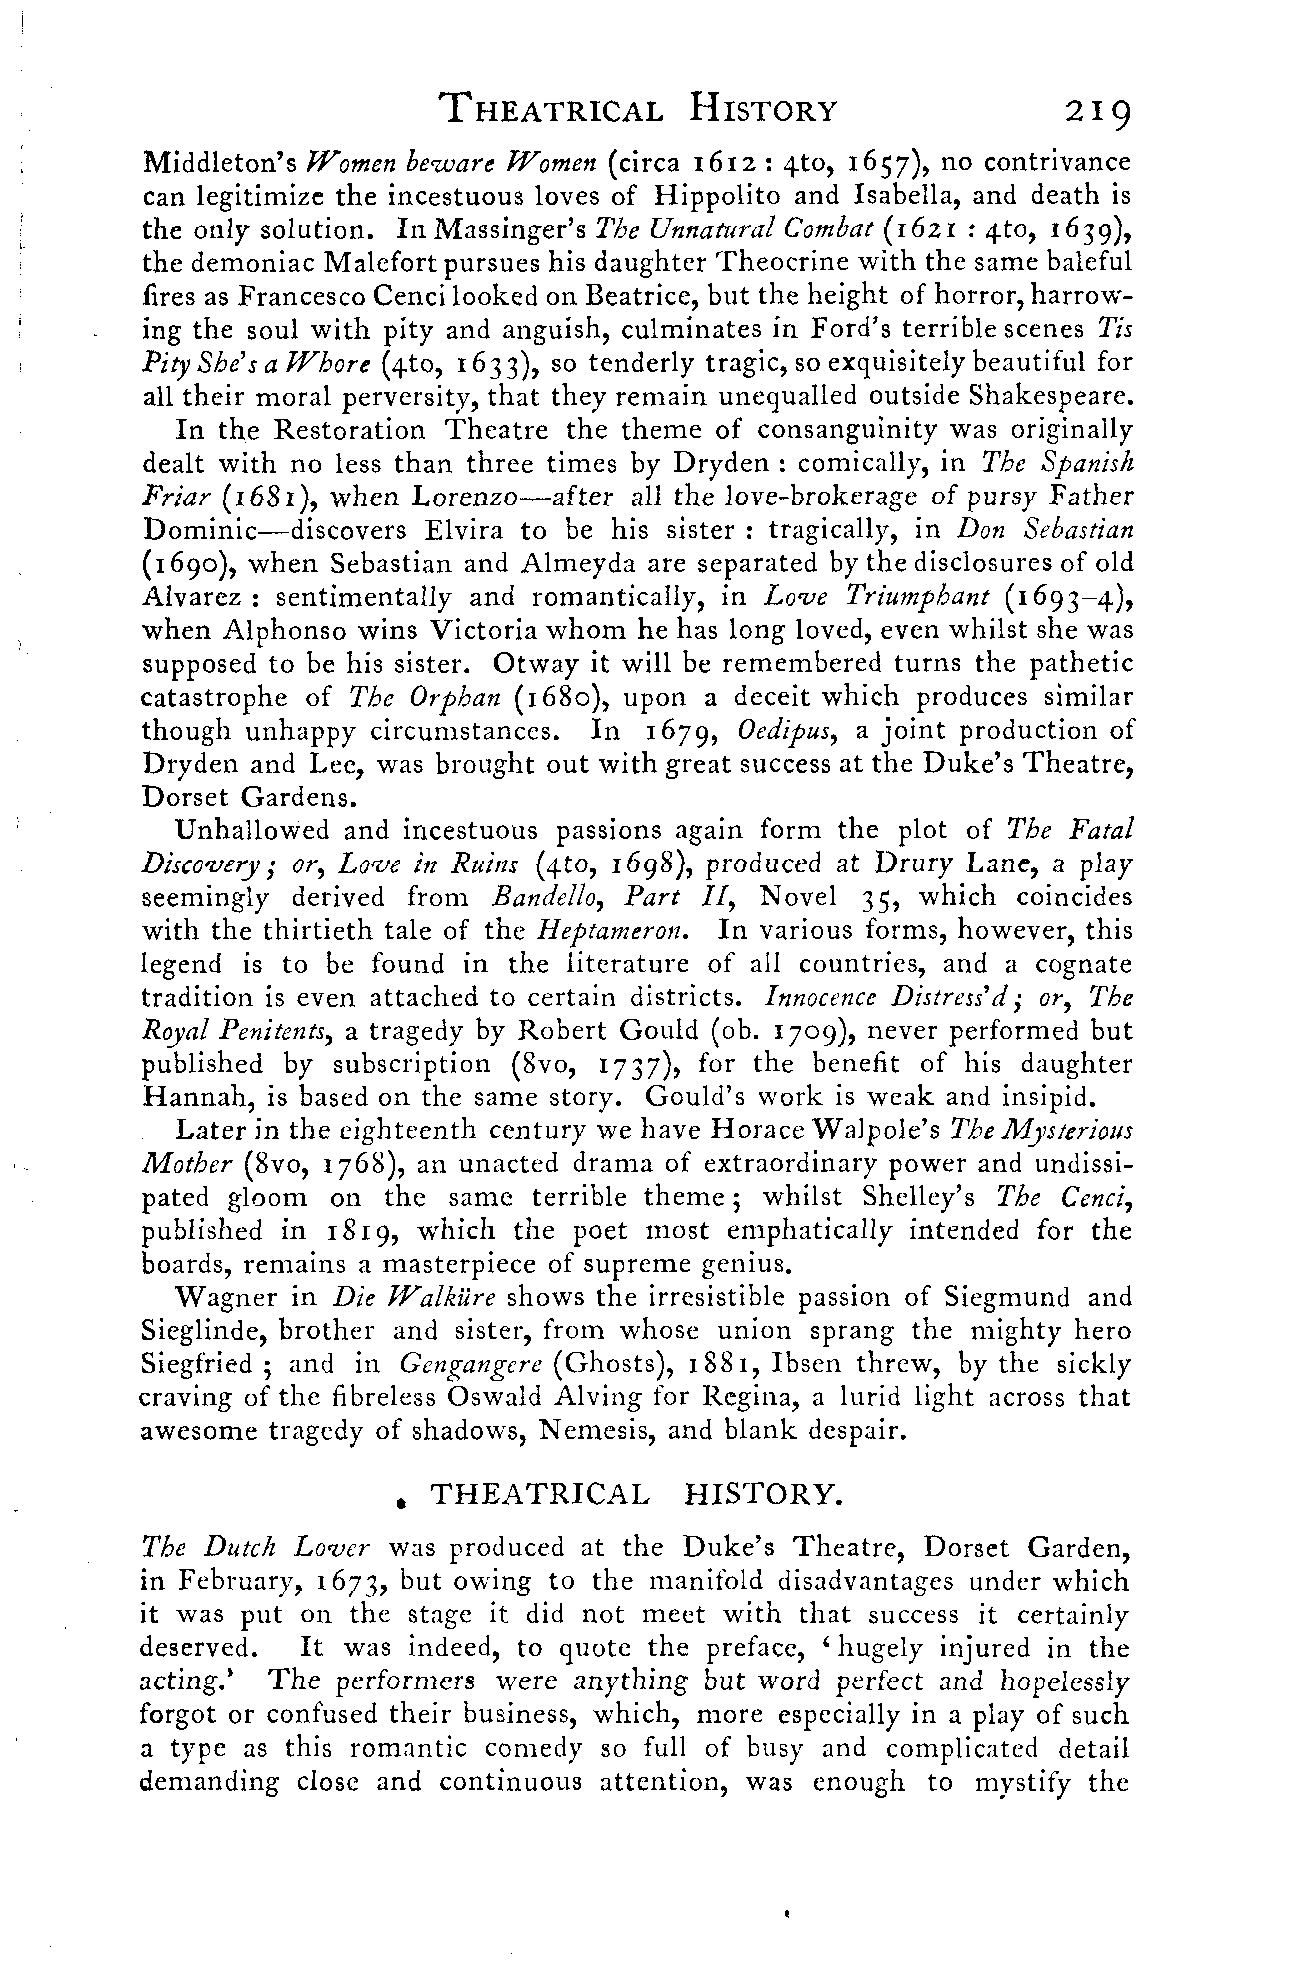 THEATRICAL HISTORY 219
Middleton's Women beware Women (circa 1612 : 4to, 1657), no contrivance
can legitimize the incestuous loves of Hippolito and Isabella, and death is
the only solution. In Massinger's The Unnatural Combat (1621 : 4to, 1639),
the demoniac Malefort pursues his daughter Theocrine with the same baleful
fires as Francesco Cenci looked on Beatrice, but the height of horror, harrow-
ing the soul with pity and anguish, culminates in Ford's terrible scenes Tis
Pity She's a Whore (4to, 1633), so tenderly tragic, so exquisitely beautiful for
all their moral perversity, that they remain unequalled outside Shakespeare.
In the Restoration Theatre the theme of consanguinity was originally
dealt with no less than three times by Dryden : comically, in The Spanish
Friar (1681), when Lorenzo—after all the love-brokerage of pursy Father
Dominic—discovers Elvira to be his sister : tragically, in Don Sebastian
(1690), when Sebastian and Almeyda are separated by the disclosures of old
Alvarez : sentimentally and romantically, in Love Triumphant (1693–4),
when Alphonso wins Victoria whom he has long loved, even whilst she was
supposed to be his sister. Otway it will be remembered turns the pathetic
catastrophe of The Orphan (1680), upon a deceit which produces similar
though unhappy circumstances. In 1679, Oedipus, a joint production of
Dryden and Lee, was brought out with great success at the Duke's Theatre,
Dorset Gardens.
Unhallowed and incestuous passions again form the plot of The Fatal
Discovery ; or, Love in Ruins (4to, 1698), produced at Drury Lane, a play
seemingly derived from Bandello, Part II, Novel 35, which coincides
with the thirtieth tale of the Heptameron. In various forms, however, this
legend is to be found in the literature of all countries, and a cognate
tradition is even attached to certain districts. Innocence Distress'd ; or, The
Royal Penitents, a tragedy by Robert Gould (ob. 1709), never performed but
published by subscription (8vo, 1737), for the benefit of his daughter
Hannah, is based on the same story. Gould's work is weak and insipid.
Later in the eighteenth century we have Horace Walpole's The Mysterious
Mother (8vo, 1768), an unacted drama of extraordinary power and undissi-
pated gloom on the same terrible theme ; whilst Shelley's The Cenci,
published in 1819, which the poet most emphatically intended for the
boards, remains a masterpiece of supreme genius.
Wagner in Die Walküre shows the irresistible passion of Siegmund and
Sieglinde, brother and sister, from whose union sprang the mighty hero
Siegfried ; and in Gengangere (Ghosts), 1881, Ibsen threw, by the sickly
craving of the fibreless Oswald Alving for Regina, a lurid light across that
awesome tragedy of shadows, Nemesis, and blank despair.
THEATRICAL HISTORY.
The Dutch Lover was produced at the Duke's Theatre, Dorset Garden,
in February, 1673, but owing to the manifold disadvantages under which
it was put on the stage it did not meet with that success it certainly
deserved. It was indeed, to quote the preface, 'hugely injured in the
acting.' The performers were anything but word perfect and hopelessly
forgot or confused their business, which, more especially in a play of such
a type as this romantic comedy so full of busy and complicated detail
demanding close and continuous attention, was enough to mystify the